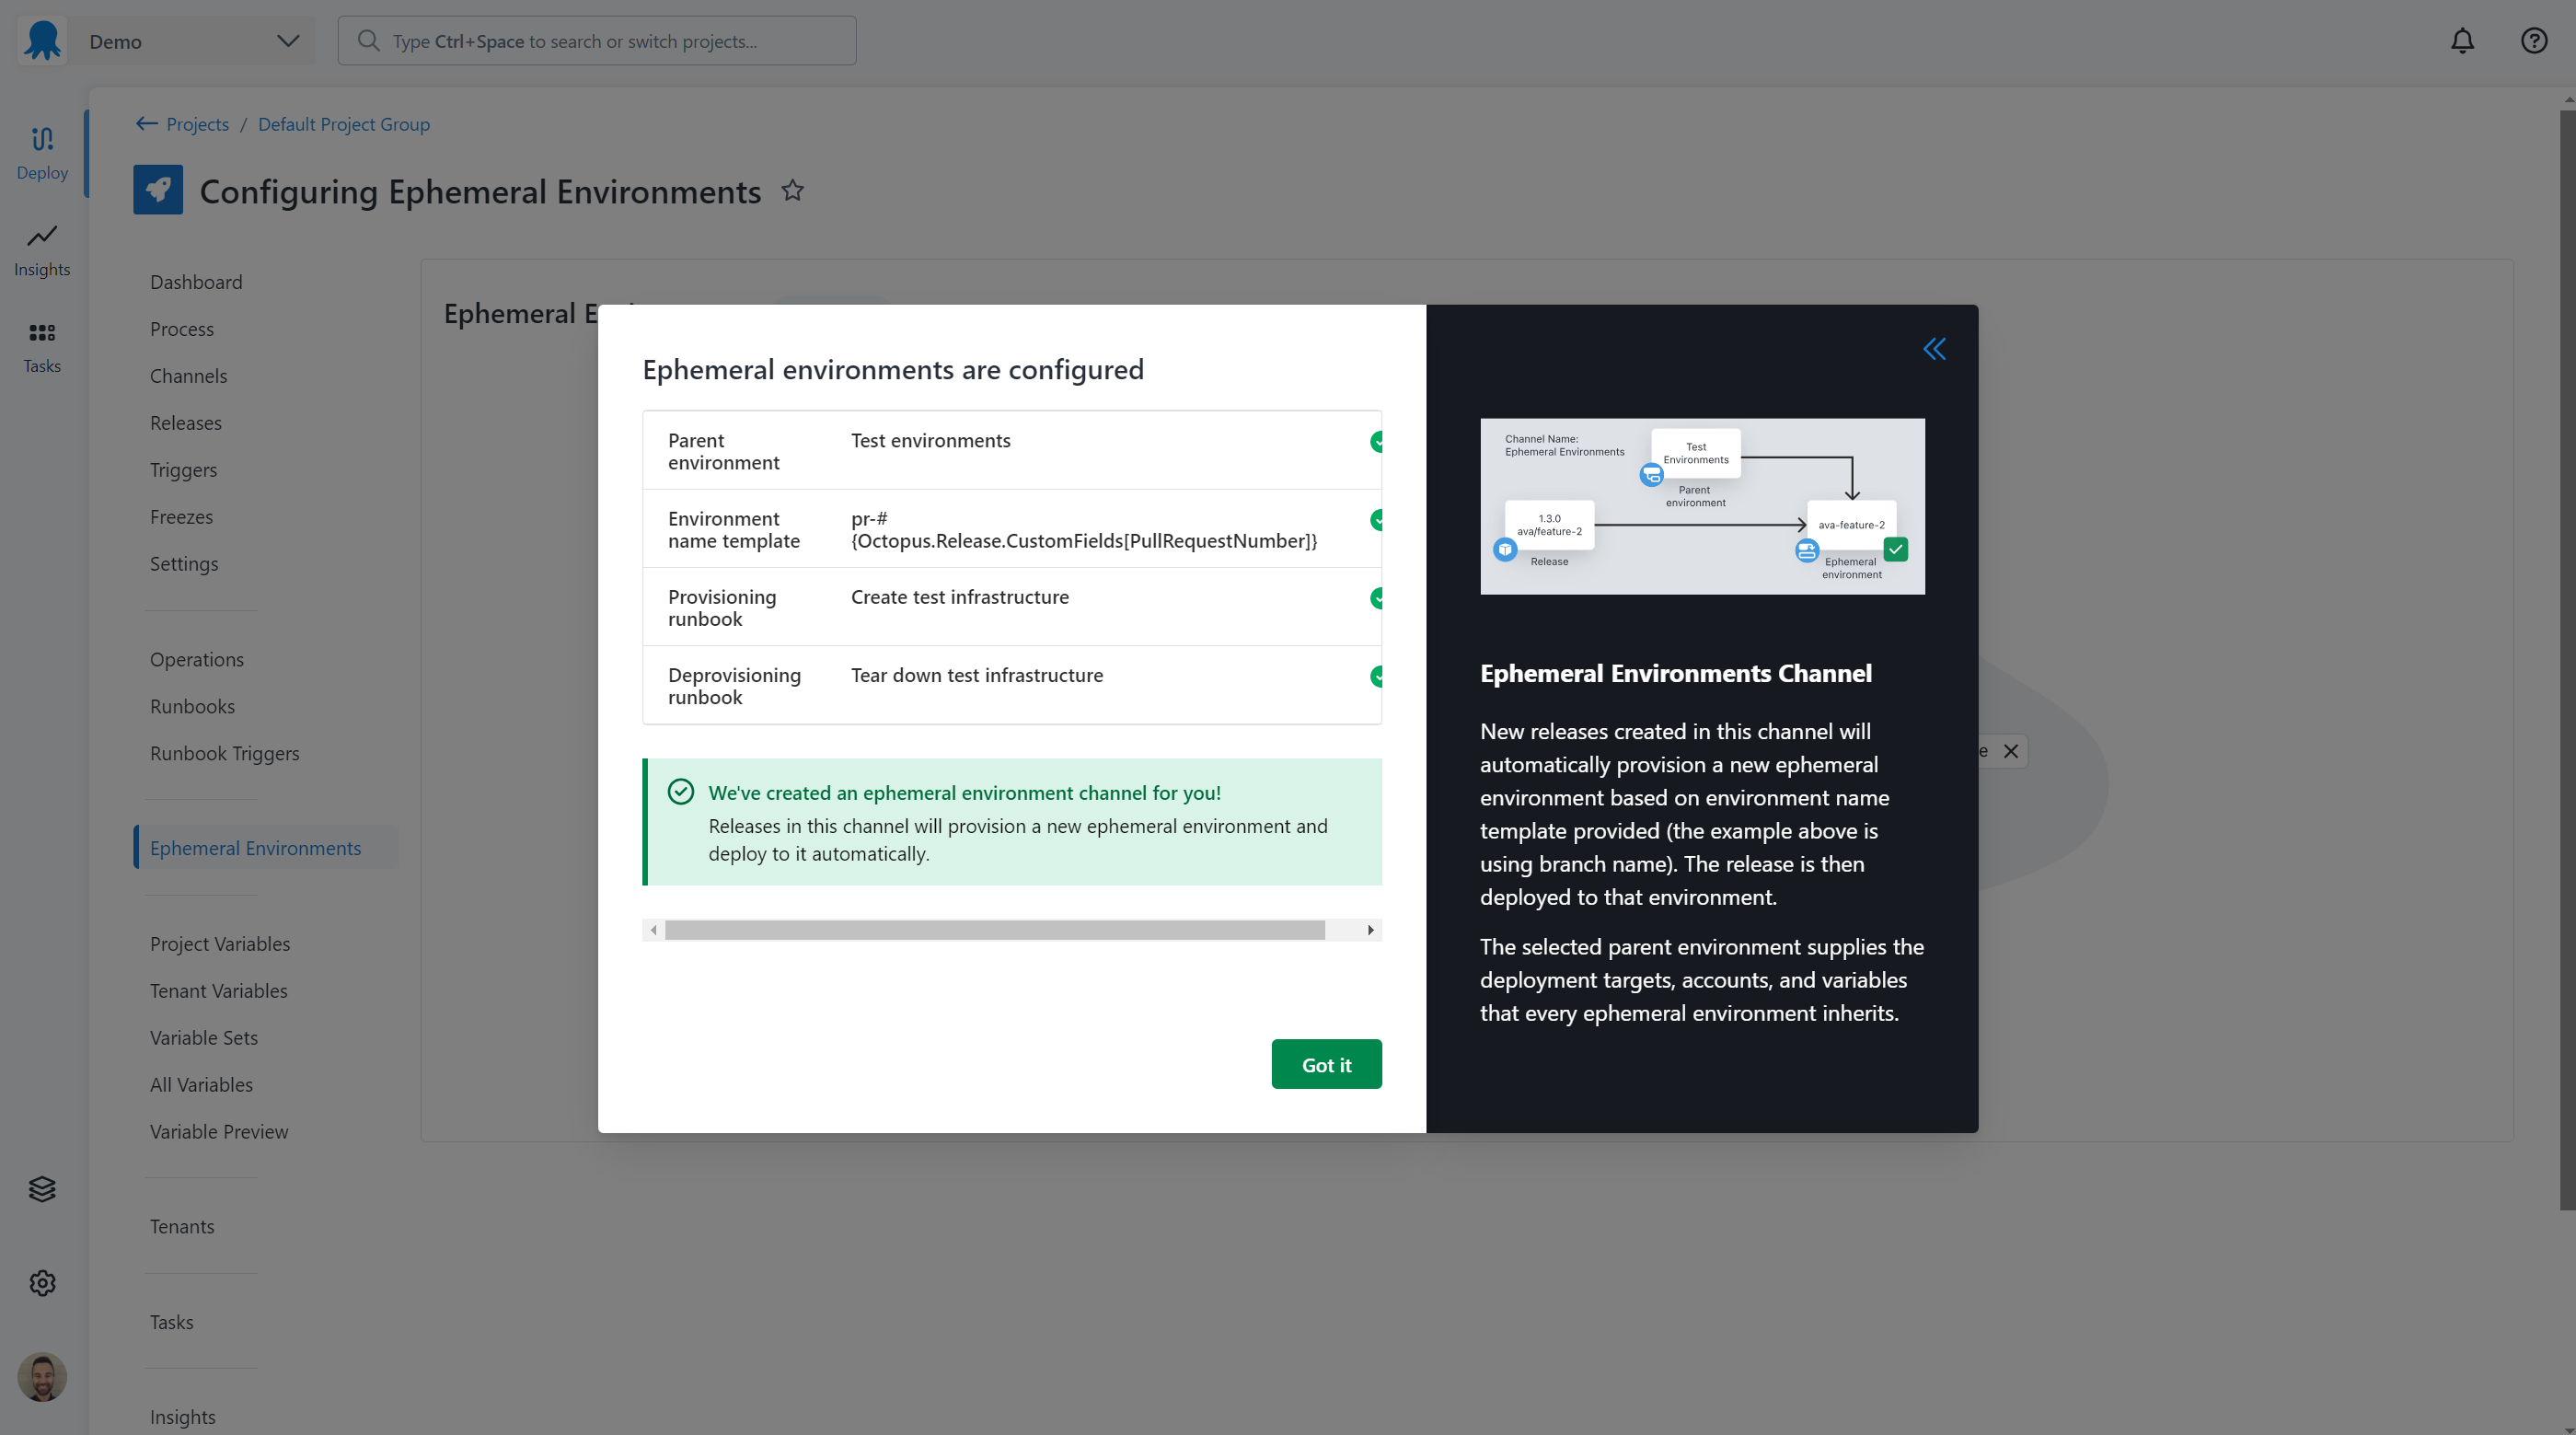 Demo
Type Ctrl+Space to search or switch projects...
Deploy
Insights
Tasks
Projects / Default Project Group
Configuring Ephemeral Environments
Dashboard
Process
Channels
Releases
Triggers
Freezes
Settings
Operations
Runbooks
Runbook Triggers
Ephemeral Environments
Project Variables
Tenant Variables
Variable Sets
All Variables
Variable Preview
Tenants
Tasks
Insights
Ephemeral E
Ephemeral environments are configured
Parent
environment
Test environments
Environment
name template
pr-#
{Octopus.Release.CustomFields[PullRequestNumber]}
Provisioning
runbook
Create test infrastructure
Deprovisioning
runbook
Tear down test infrastructure
We've created an ephemeral environment channel for you!
Releases in this channel will provision a new ephemeral environment and
deploy to it automatically.
Got it
Channel Name:
Ephemeral Environments
Test
Environments
Parent
environment
1.3.0
ava/feature-2
Release
ava-feature-2
Ephemeral
environment
Ephemeral Environments Channel
New releases created in this channel will
automatically provision a new ephemeral
environment based on environment name
template provided (the example above is
using branch name). The release is then
deployed to that environment.
The selected parent environment supplies the
deployment targets, accounts, and variables
that every ephemeral environment inherits.
e